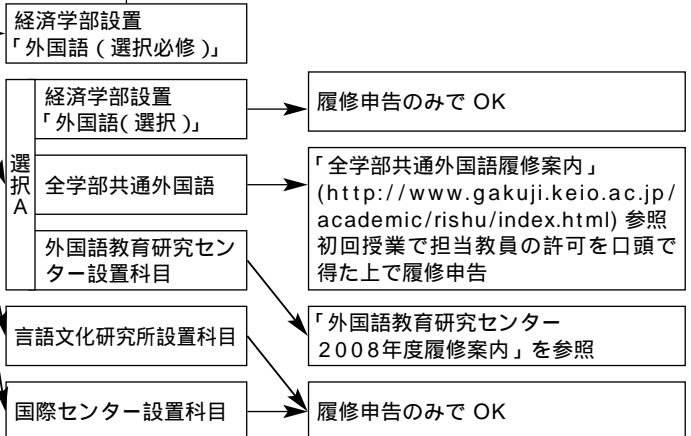 経済学部設置
「外国語(選択必修)」
選択A
経済学部設置
「外国語(選択)」
履修申告のみで OK
全学部共通外国語
「全学部共通外国語履修案内」
(http://www.gakuji.keio.ac.jp/
academic/rishu/index.html) 参照
初回授業で担当教員の許可を口頭で
得た上で履修申告
外国語教育研究セン
ター設置科目
「外国語教育研究センター
2008年度履修案内」を参照
言語文化研究所設置科目
国際センター設置科目
履修申告のみで OK